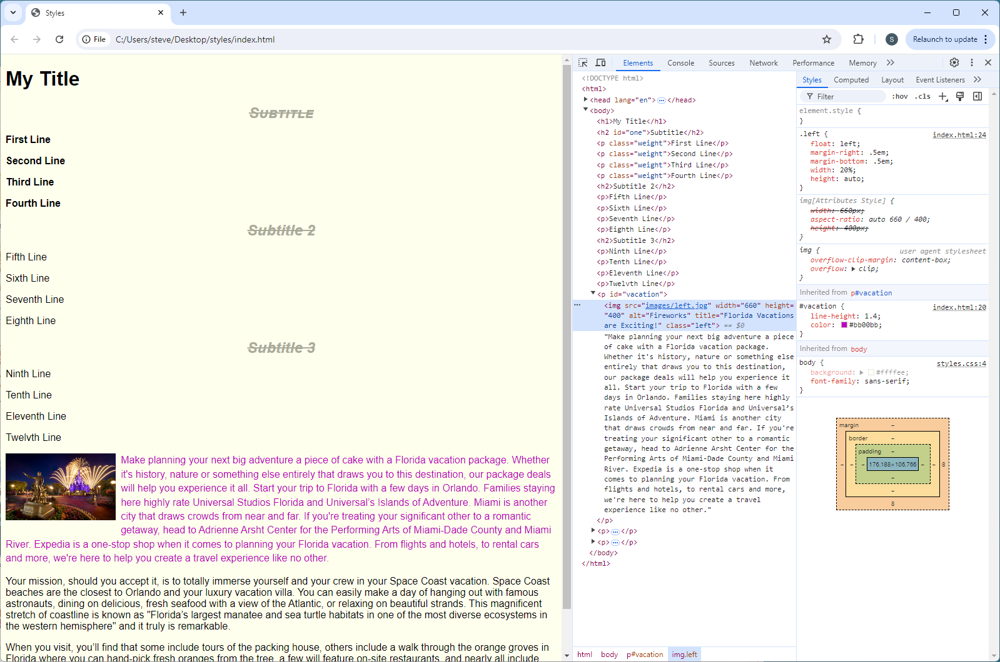 Styles
File C:/Users/steve/Desktop/styles/index.html
S
Relaunch to update
My Title
Subtitle
First Line
Second Line
Third Line
Fourth Line
Subtitle 2
Fifth Line
Sixth Line
Seventh Line
Eighth Line
Subtitle 3
Ninth Line
Tenth Line
Eleventh Line
Twelvth Line
Make planning your next big adventure a piece of cake with a Florida vacation package. Whether
it's history, nature or something else entirely that draws you to this destination, our package deals
will help you experience it all. Start your trip to Florida with a few days in Orlando. Families staying
here highly rate Universal Studios Florida and Universal’s Islands of Adventure. Miami is another
city that draws crowds from near and far. If you're treating your significant other to a romantic
getaway, head to Adrienne Arsht Center for the Performing Arts of Miami-Dade County and Miami
River. Expedia is a one-stop shop when it comes to planning your Florida vacation. From flights and hotels, to rental cars
and more, we're here to help you create a travel experience like no other.
Your mission, should you accept it, is to totally immerse yourself and your crew in your Space Coast vacation. Space Coast
beaches are the closest to Orlando and your luxury vacation villa. You can easily make a day of hanging out with famous
astronauts, dining on delicious, fresh seafood with a view of the Atlantic, or relaxing on beautiful strands. This magnificent
stretch of coastline is known as "Florida’s largest manatee and sea turtle habitats in one of the most diverse ecosystems in
the western hemisphere" and it truly is remarkable.
When you visit, you’ll find that some include tours of the packing house, others include a walk through the orange groves in
Florida where you can hand-pick fresh oranges from the tree, a few will feature on-site restaurants, and nearly all include
Elements Console Sources Network Performance Memory
<!DOCTYPE html>
<html>
<head lang="en"> </head>
<body>
<h1>My Title</h1>
<h2 id="one">Subtitle</h2>
<p class="weight">First Line</p>
<p class="weight">Second Line</p>
<p class="weight">Third Line</p>
<p class="weight">Fourth Line</p>
<h2>Subtitle 2</h2>
<p>Fifth Line</p>
<p>Sixth Line</p>
<p>Seventh Line</p>
<p>Eighth Line</p>
<h2>Subtitle 3</h2>
<p>Ninth Line</p>
<p>Tenth Line</p>
<p>Eleventh Line</p>
<p>Twelvth Line</p>
<p id="vacation">
<img src="images/left.jpg" width="660" height=
"400" alt="Fireworks" title="Florida Vacations
are Exciting!" class="left"> == $0
"Make planning your next big adventure a piece
of cake with a Florida vacation package.
Whether it's history, nature or something else
entirely that draws you to this destination,
our package deals will help you experience it
all. Start your trip to Florida with a few
days in Orlando. Families staying here highly
rate Universal Studios Florida and Universal’s
Islands of Adventure. Miami is another city
that draws crowds from near and far. If you're
treating your significant other to a romantic
getaway, head to Adrienne Arsht Center for the
Performing Arts of Miami-Dade County and Miami
River. Expedia is a one-stop shop when it
comes to planning your Florida vacation. From
flights and hotels, to rental cars and more,
we're here to help you create a travel
experience like no other."
</p>
<p> </p>
<p> </p>
</body>
</html>
html body p#vacation img.left
Styles Computed Layout Event Listeners
Filter :hov .cls
element.style {
}
.left { index.html:24
float: left;
margin-right: .5em;
margin-bottom: .5em;
width: 20%;
height: auto;
}
img[Attributes Style] {
width: 660px;
aspect-ratio: auto 660 / 400;
height: 400px;
}
img { user agent stylesheet
overflow-clip-margin: content-box;
overflow: clip;
}
Inherited from p#vacation
#vacation { index.html:20
line-height: 1.4;
color: #bb00bb;
}
Inherited from body
body { styles.css:4
background: #ffffee;
font-family: sans-serif;
}
margin –
border –
padding –
– – – 176.188×106.766 – – 8
–
–
8